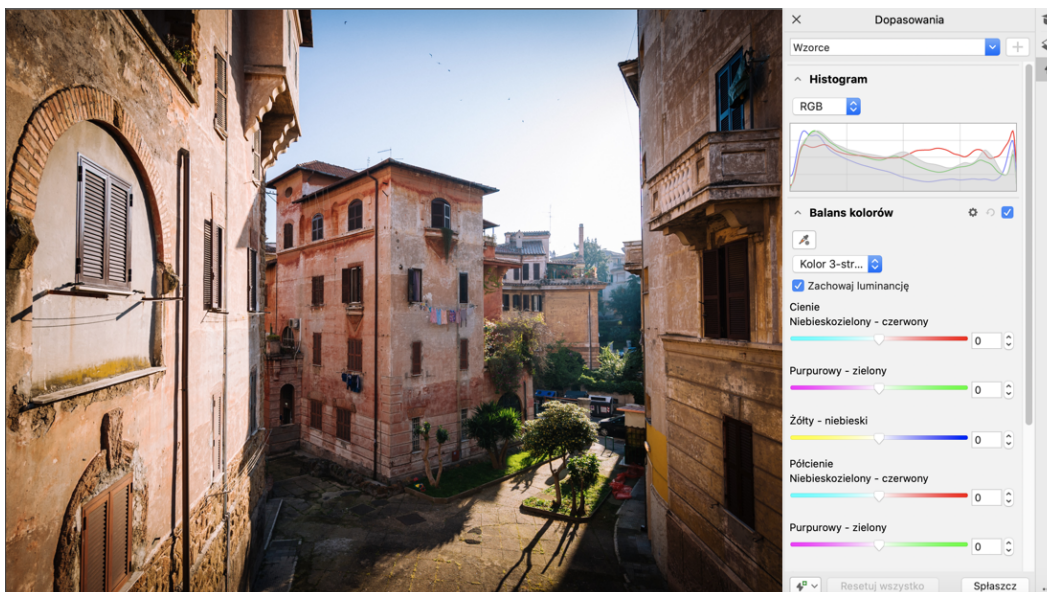 Dopasowania
Wzorce
Histogram
RGB
Balans kolorów
Kolor 3-str...
Zachowaj luminancję
Cienie
Niebieskozielony - czerwony
0
Purpurowy - zielony
0
Żółty - niebieski
0
Półcienie
Niebieskozielony - czerwony
0
Purpurowy - zielony
0
Resetuj wszystko
Spłaszcz